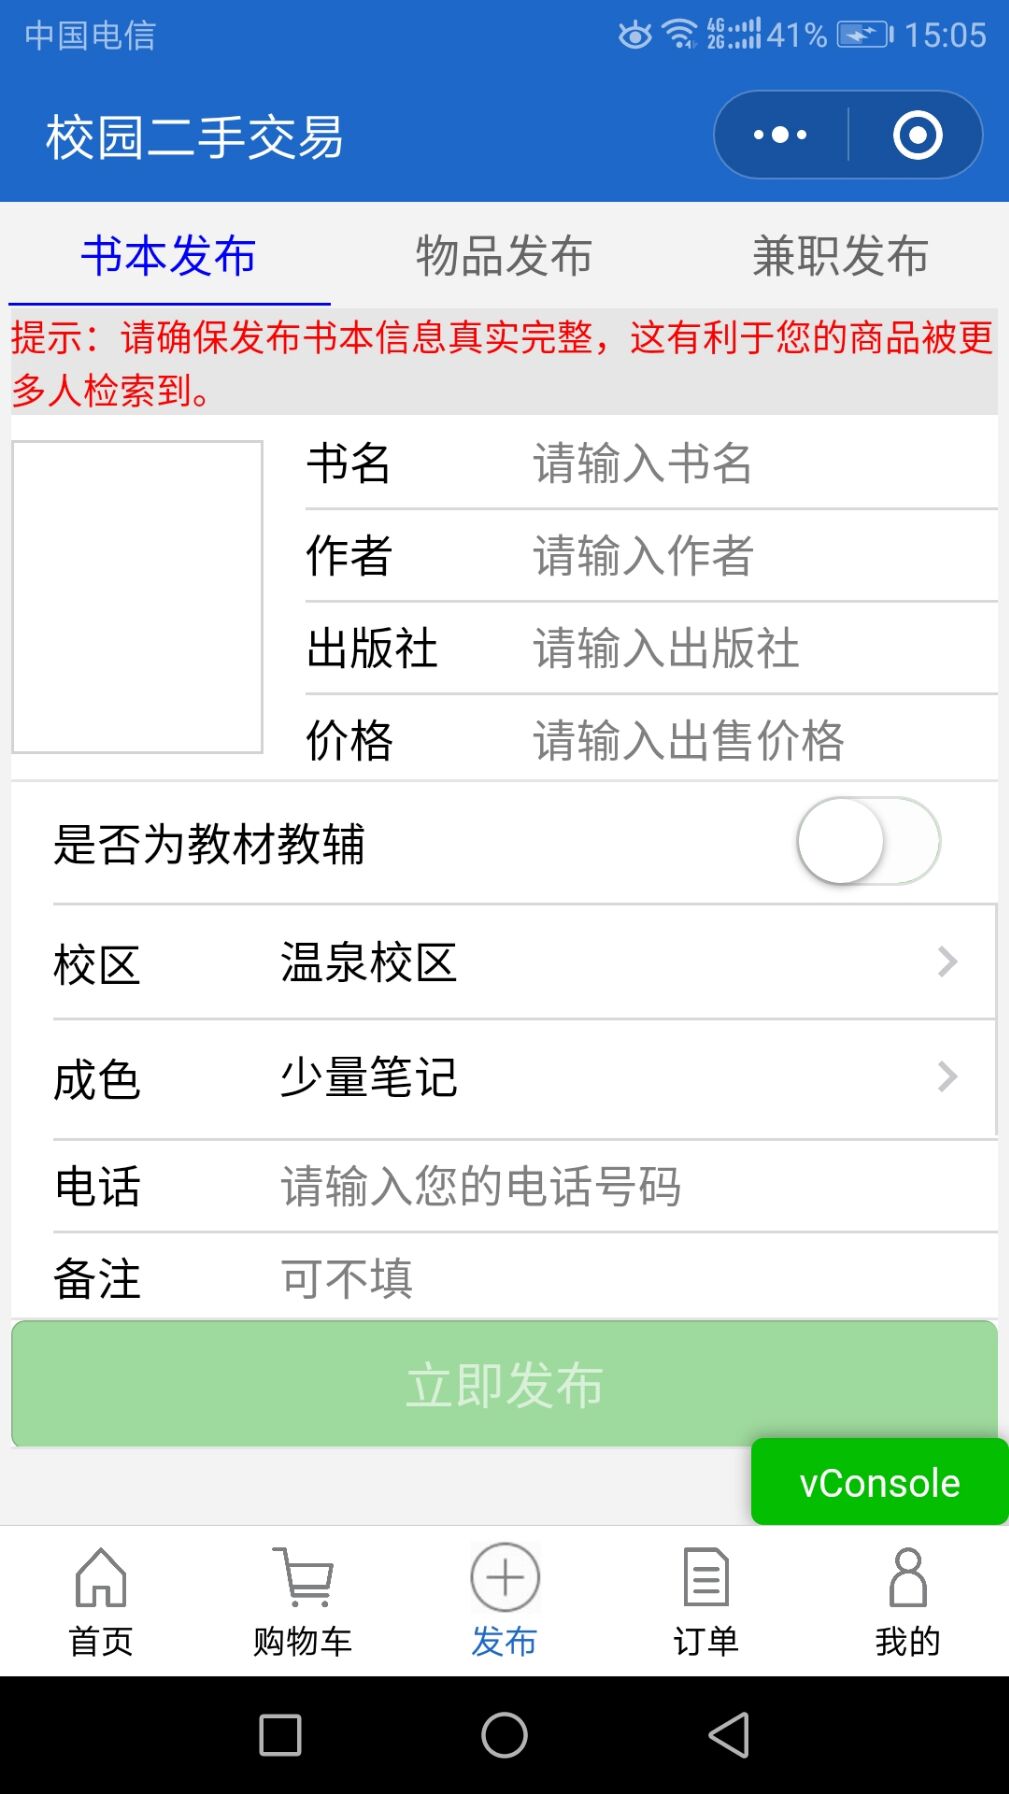 中国电信
4G
2G
41%
15:05
校园二手交易
书本发布
物品发布
兼职发布
提示：请确保发布书本信息真实完整，这有利于您的商品被更
多人检索到。
书名 请输入书名
作者 请输入作者
出版社 请输入出版社
价格 请输入出售价格
是否为教材教辅
校区 温泉校区
成色 少量笔记
电话 请输入您的电话号码
备注 可不填
立即发布
vConsole
首页
购物车
发布
订单
我的